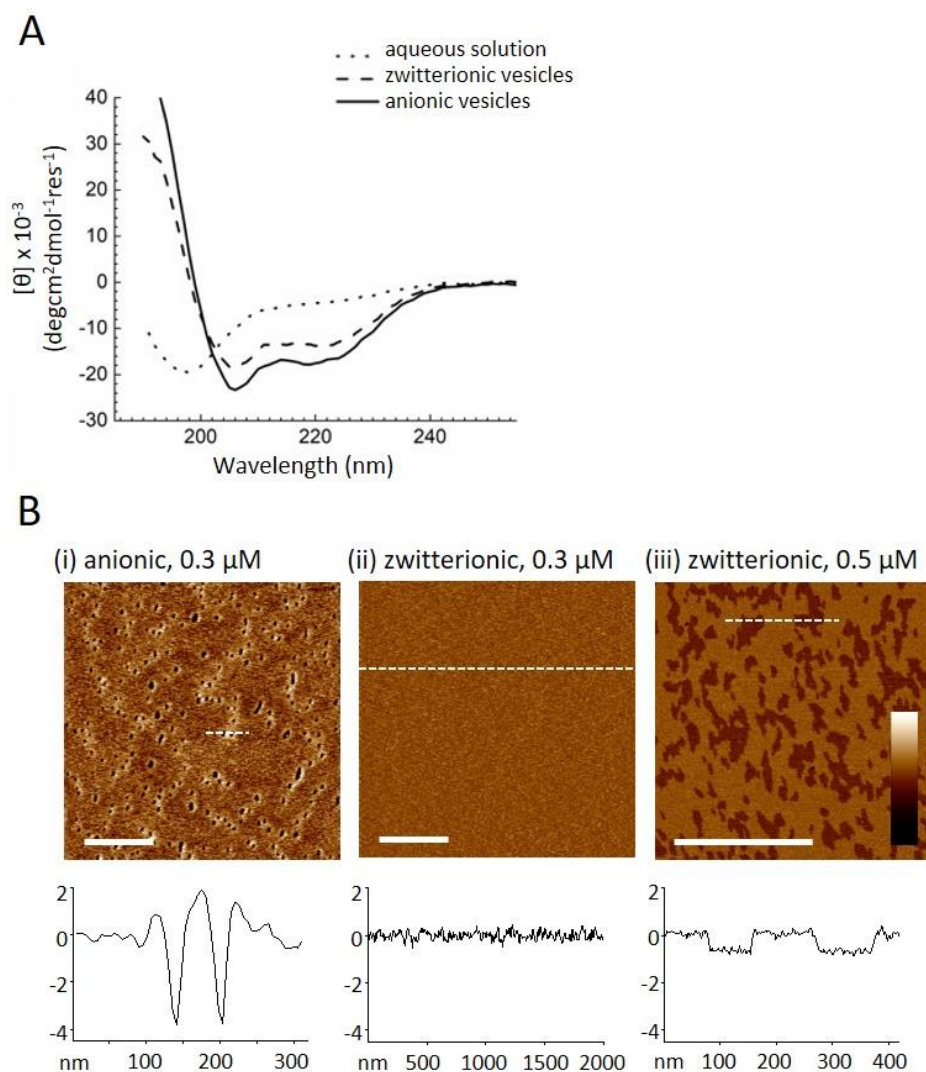 A
aqueous solution
zwitterionic vesicles
anionic vesicles
40
30
20
10
0
-10
-20
-30
[θ] x 10⁻³
(degcm²dmol⁻¹res⁻¹)
200
220
240
Wavelength (nm)
B
(i) anionic, 0.3 μM
(ii) zwitterionic, 0.3 μM
(iii) zwitterionic, 0.5 μM
2
0
-2
-4
nm 100 200 300
2
0
-2
-4
nm 500 1000 1500 2000
2
0
-2
-4
nm 100 200 300 400